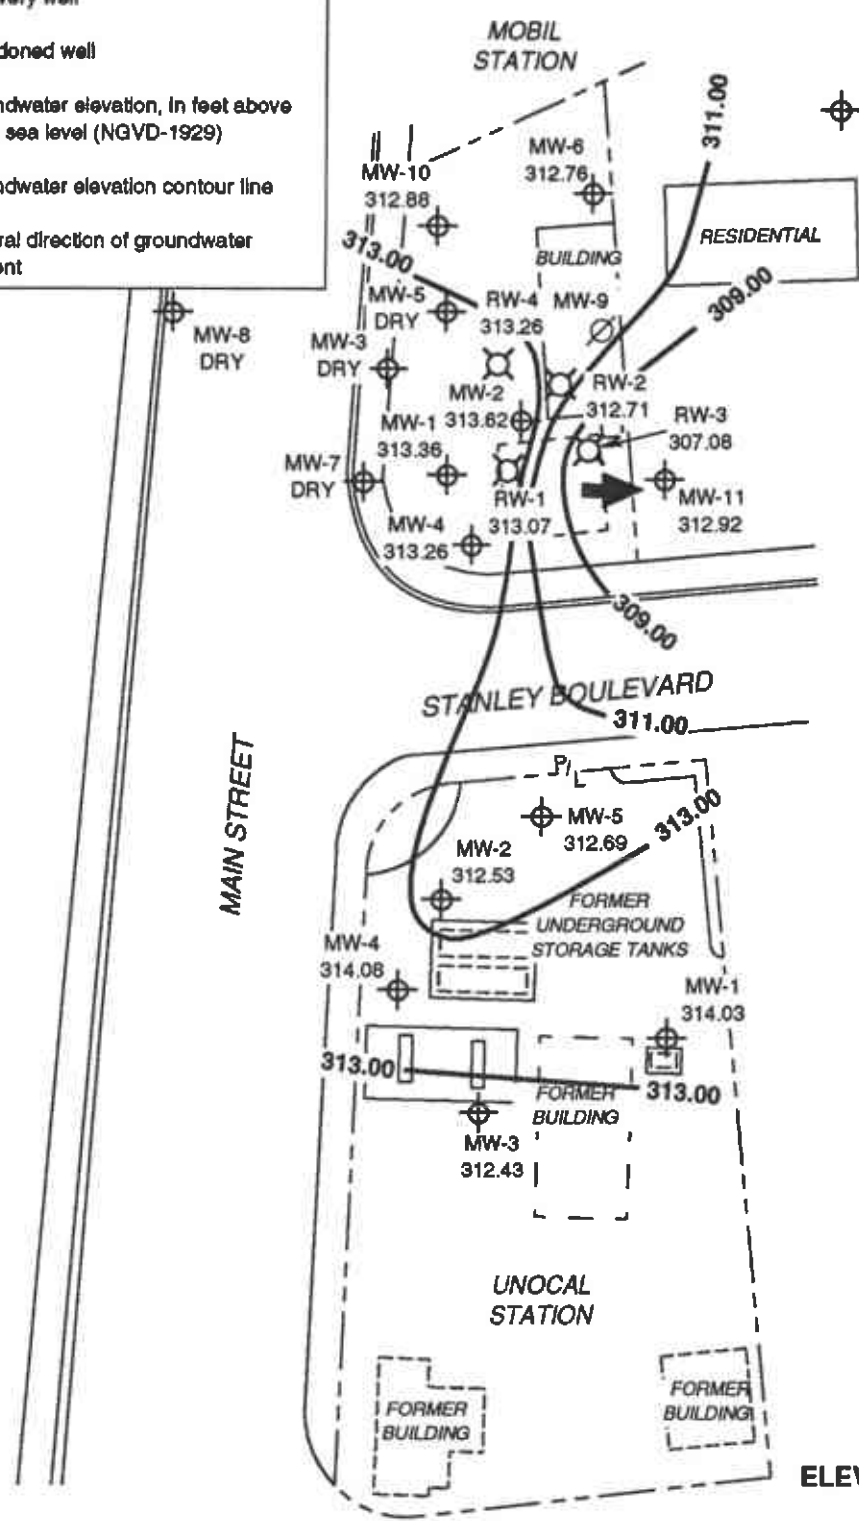 doned well
ndwater elevation, in feet above
sea level (NGVD-1929)
ndwater elevation contour line
ral direction of groundwater
ent
MOBIL
STATION
311.00
MW-6
312.76
MW-10
312.88
313.00
BUILDING
RESIDENTIAL
309.00
MW-8
DRY
MW-5
DRY
RW-4
313.26
MW-9
MW-3
DRY
MW-2
313.62
RW-2
312.71
MW-1
313.36
RW-3
307.08
MW-7
DRY
RW-1
313.07
MW-11
312.92
MW-4
313.26
309.00
STANLEY BOULEVARD
311.00
MAIN STREET
P/L
MW-5
312.69
313.00
MW-2
312.53
FORMER
UNDERGROUND
STORAGE TANKS
MW-4
314.08
MW-1
314.03
313.00
313.00
FORMER
BUILDING
MW-3
312.43
UNOCAL
STATION
FORMER
BUILDING
FORMER
BUILDING
ELEV